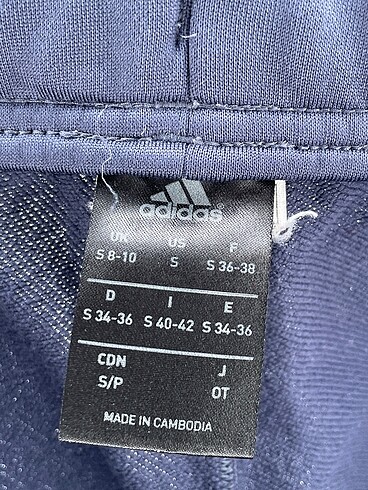 adidas
UK US F
S 8-10 S S 36-38
D I E
S 34-36 S 40-42 S 34-36
CDN J
S/P OT
MADE IN CAMBODIA